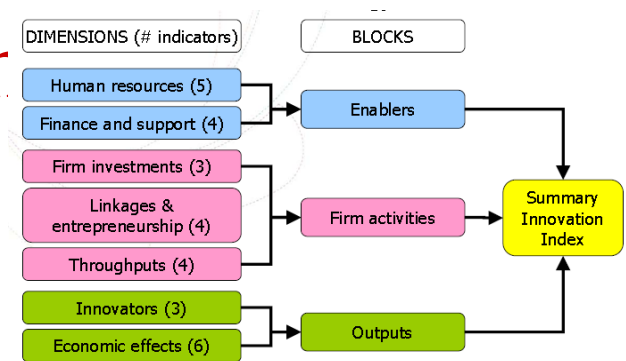 DIMENSIONS (# indicators)
BLOCKS
Human resources (5)
Finance and support (4)
Enablers
Firm investments (3)
Linkages &
entrepreneurship (4)
Throughputs (4)
Firm activities
Summary
Innovation
Index
Innovators (3)
Economic effects (6)
Outputs